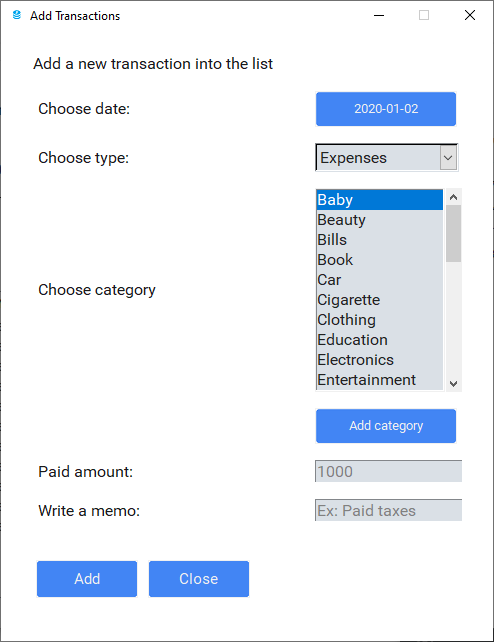 Add Transactions
Add a new transaction into the list
Choose date:
2020-01-02
Choose type:
Expenses
Choose category
Baby
Beauty
Bills
Book
Car
Cigarette
Clothing
Education
Electronics
Entertainment
Add category
Paid amount:
1000
Write a memo:
Ex: Paid taxes
Add
Close